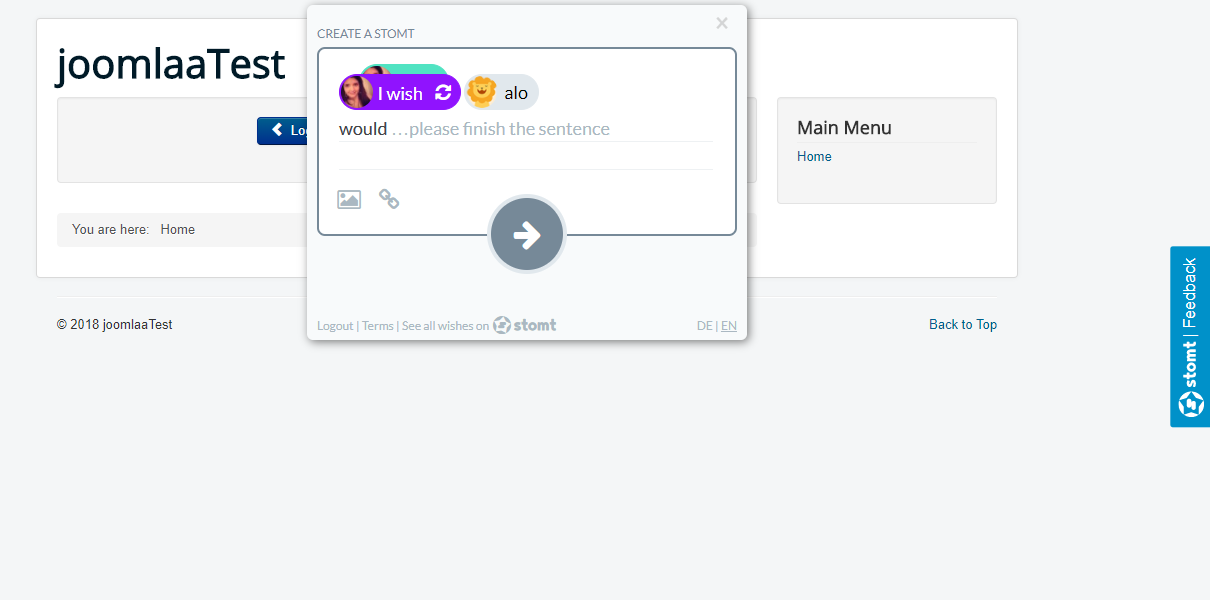 CREATE A STOMT
×
joomlaaTest
I wish alo
would ...please finish the sentence
Main Menu
Home
You are here: Home
Logout | Terms | See all wishes on stomt DE | EN
© 2018 joomlaaTest
Back to Top
stomt | Feedback